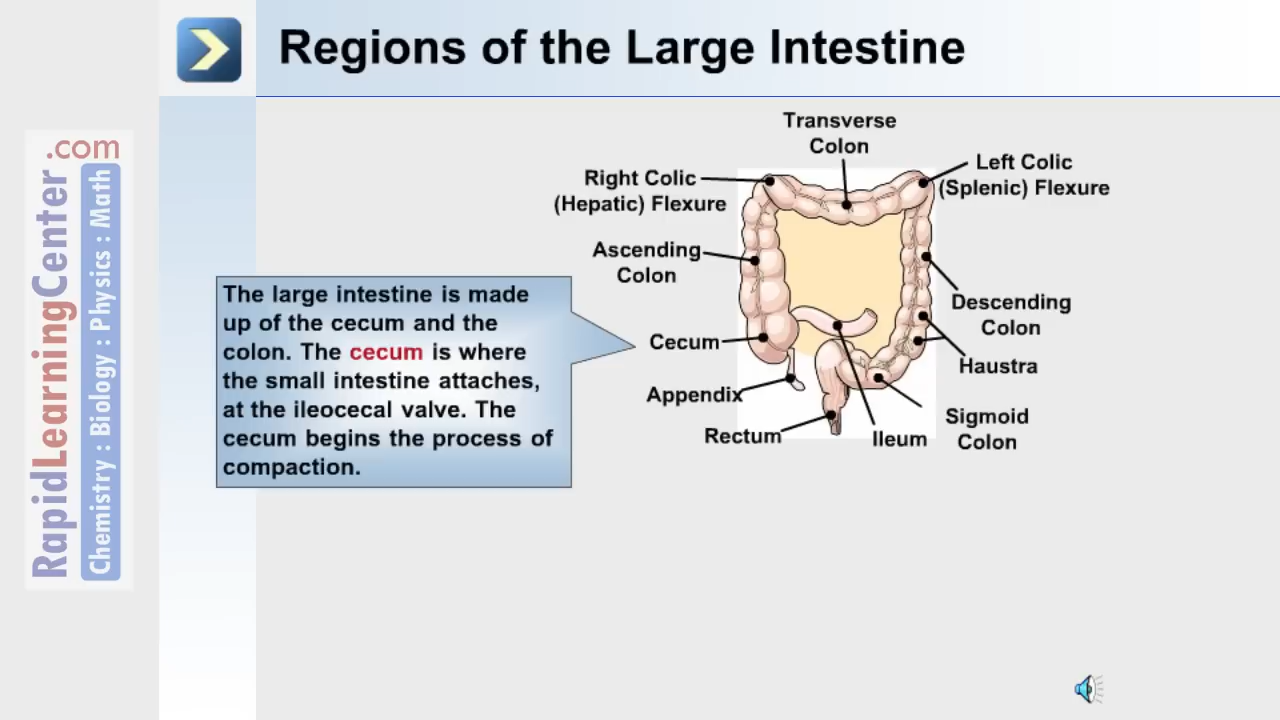 Regions of the Large Intestine
RapidLearningCenter.com
Chemistry : Biology : Physics : Math
The large intestine is made
up of the cecum and the
colon. The cecum is where
the small intestine attaches,
at the ileocecal valve. The
cecum begins the process of
compaction.
Transverse
Colon
Right Colic
(Hepatic) Flexure
Left Colic
(Splenic) Flexure
Ascending
Colon
Descending
Colon
Cecum
Haustra
Appendix
Sigmoid
Colon
Rectum
Ileum